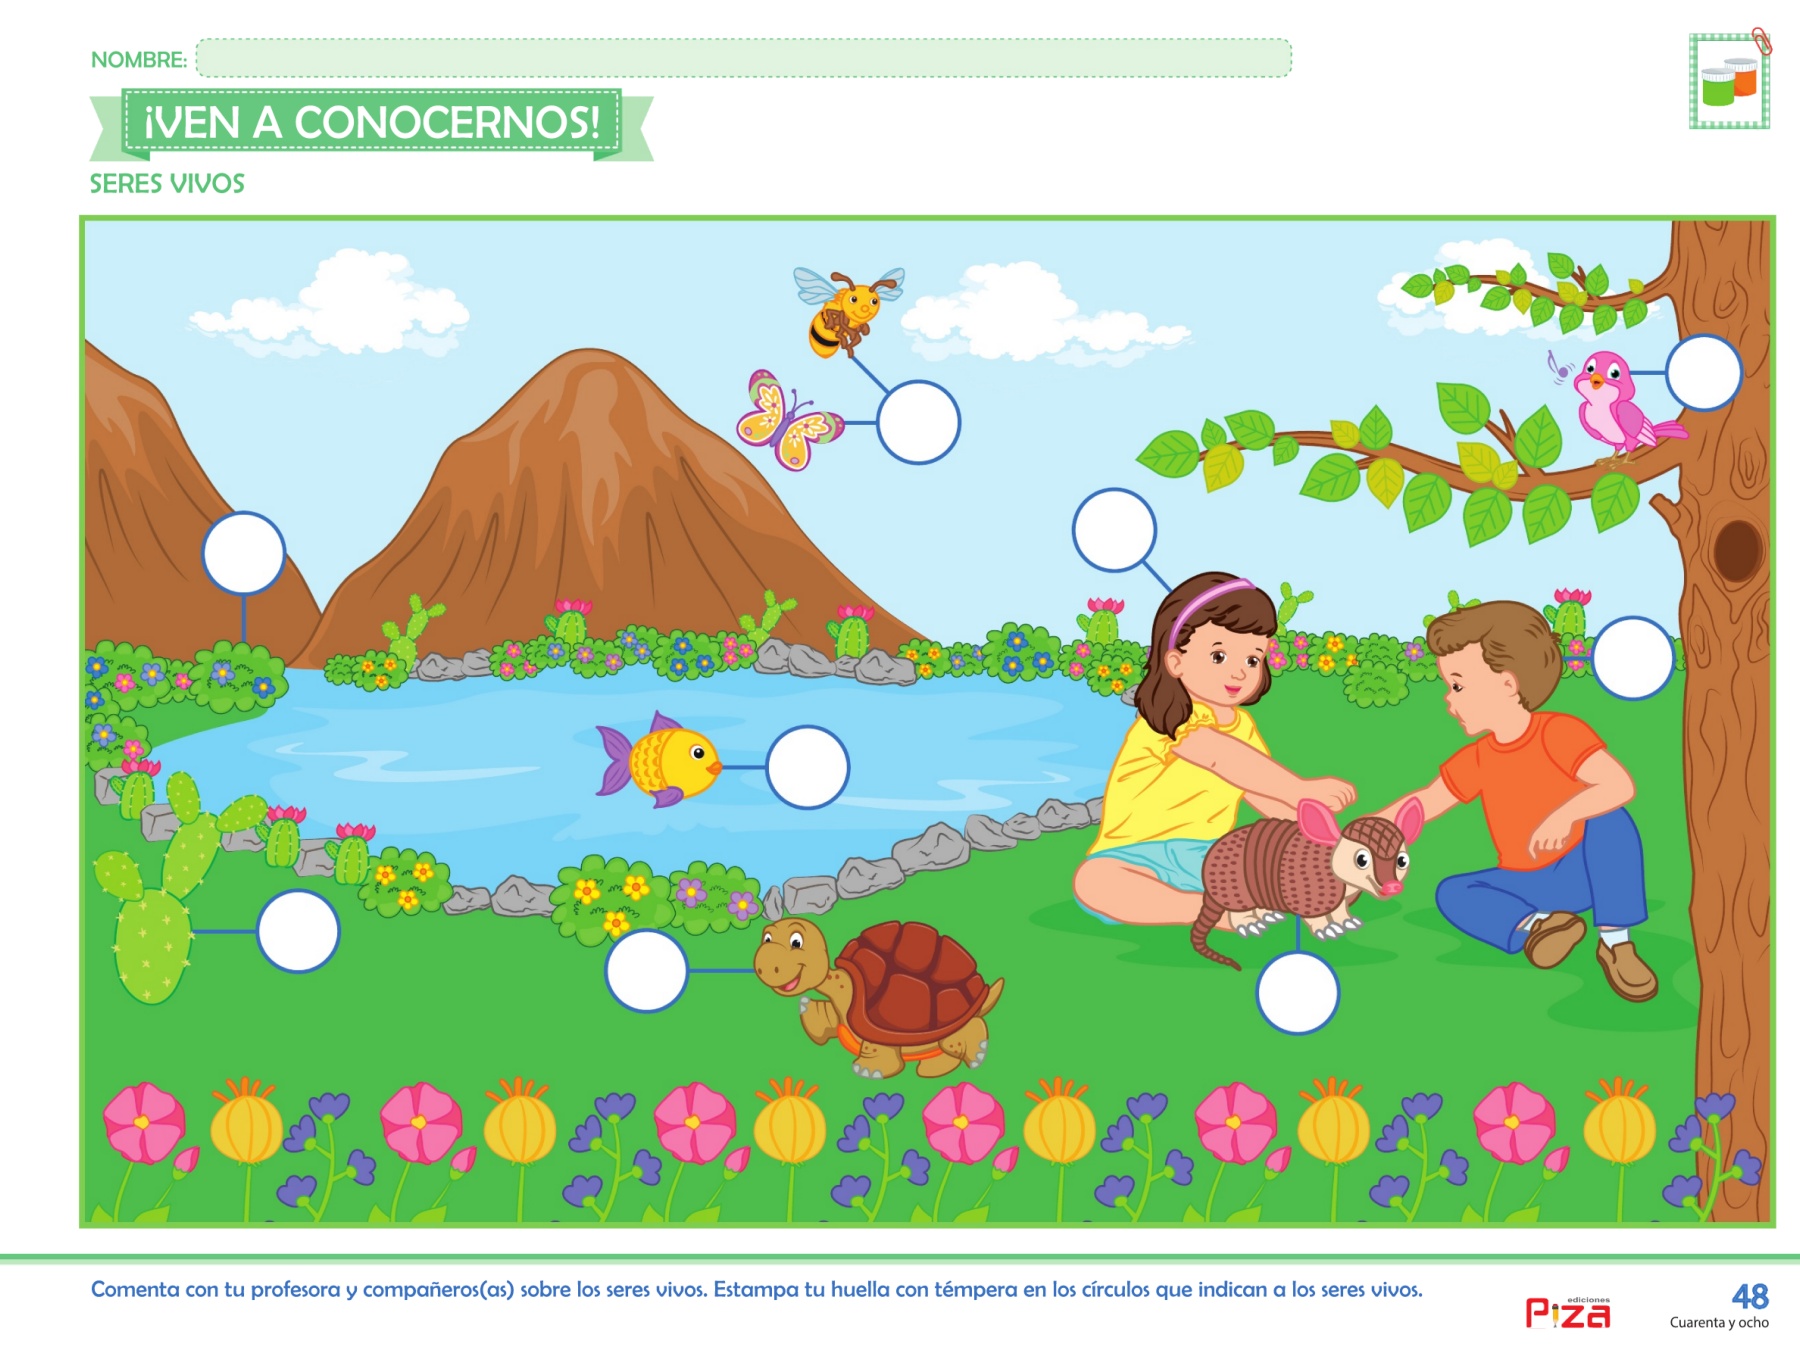 NOMBRE:
¡VEN A CONOCERNOS!
SERES VIVOS
Comenta con tu profesora y compañeros(as) sobre los seres vivos. Estampa tu huella con témpera en los círculos que indican a los seres vivos.
ediciones
Piza
48
Cuarenta y ocho